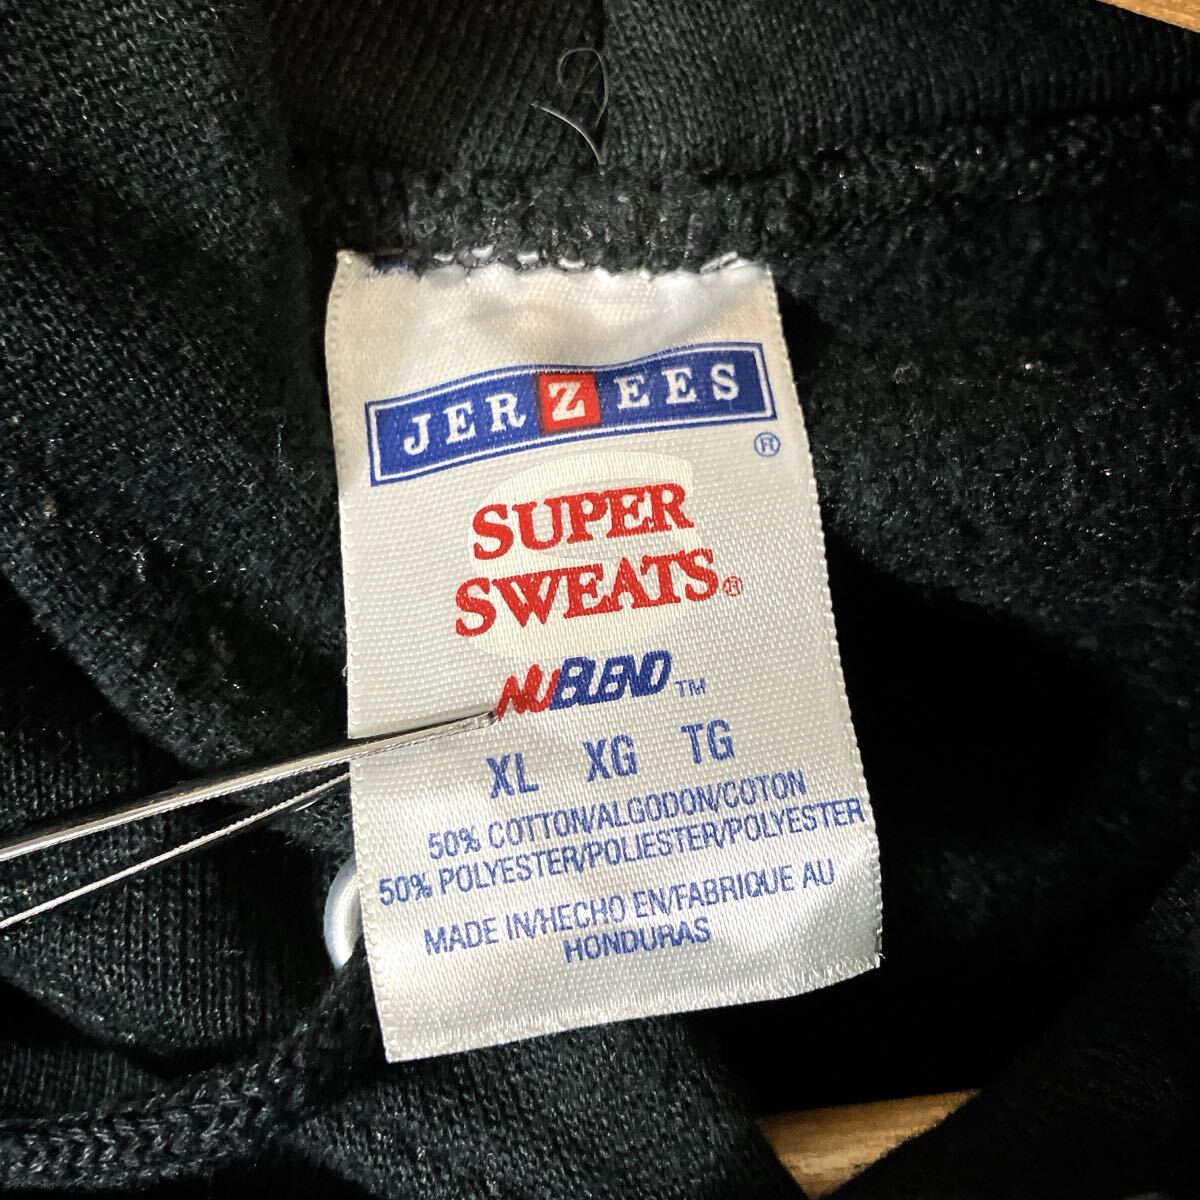 JERZEES®
SUPER
SWEATS®
NUBLEND™
XL XG TG
50% COTTON/ALGODON/COTON
50% POLYESTER/POLIESTER/POLYESTER
MADE IN/HECHO EN/FABRIQUE AU
HONDURAS